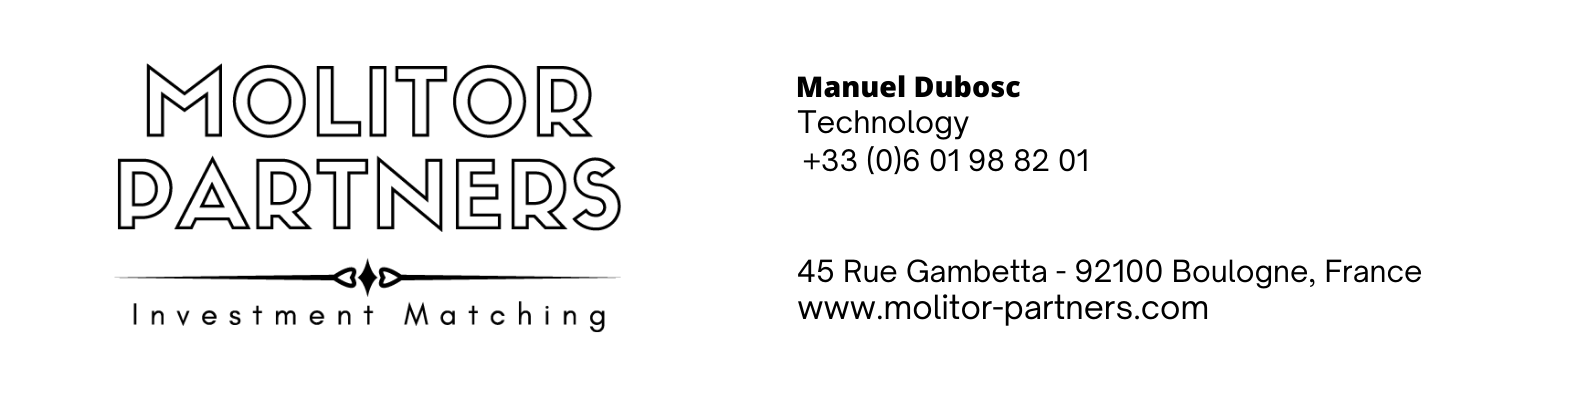 MOLITOR
PARTNERS
Investment Matching
Manuel Dubosc
Technology
+33 (0)6 01 98 82 01
45 Rue Gambetta - 92100 Boulogne, France
www.molitor-partners.com